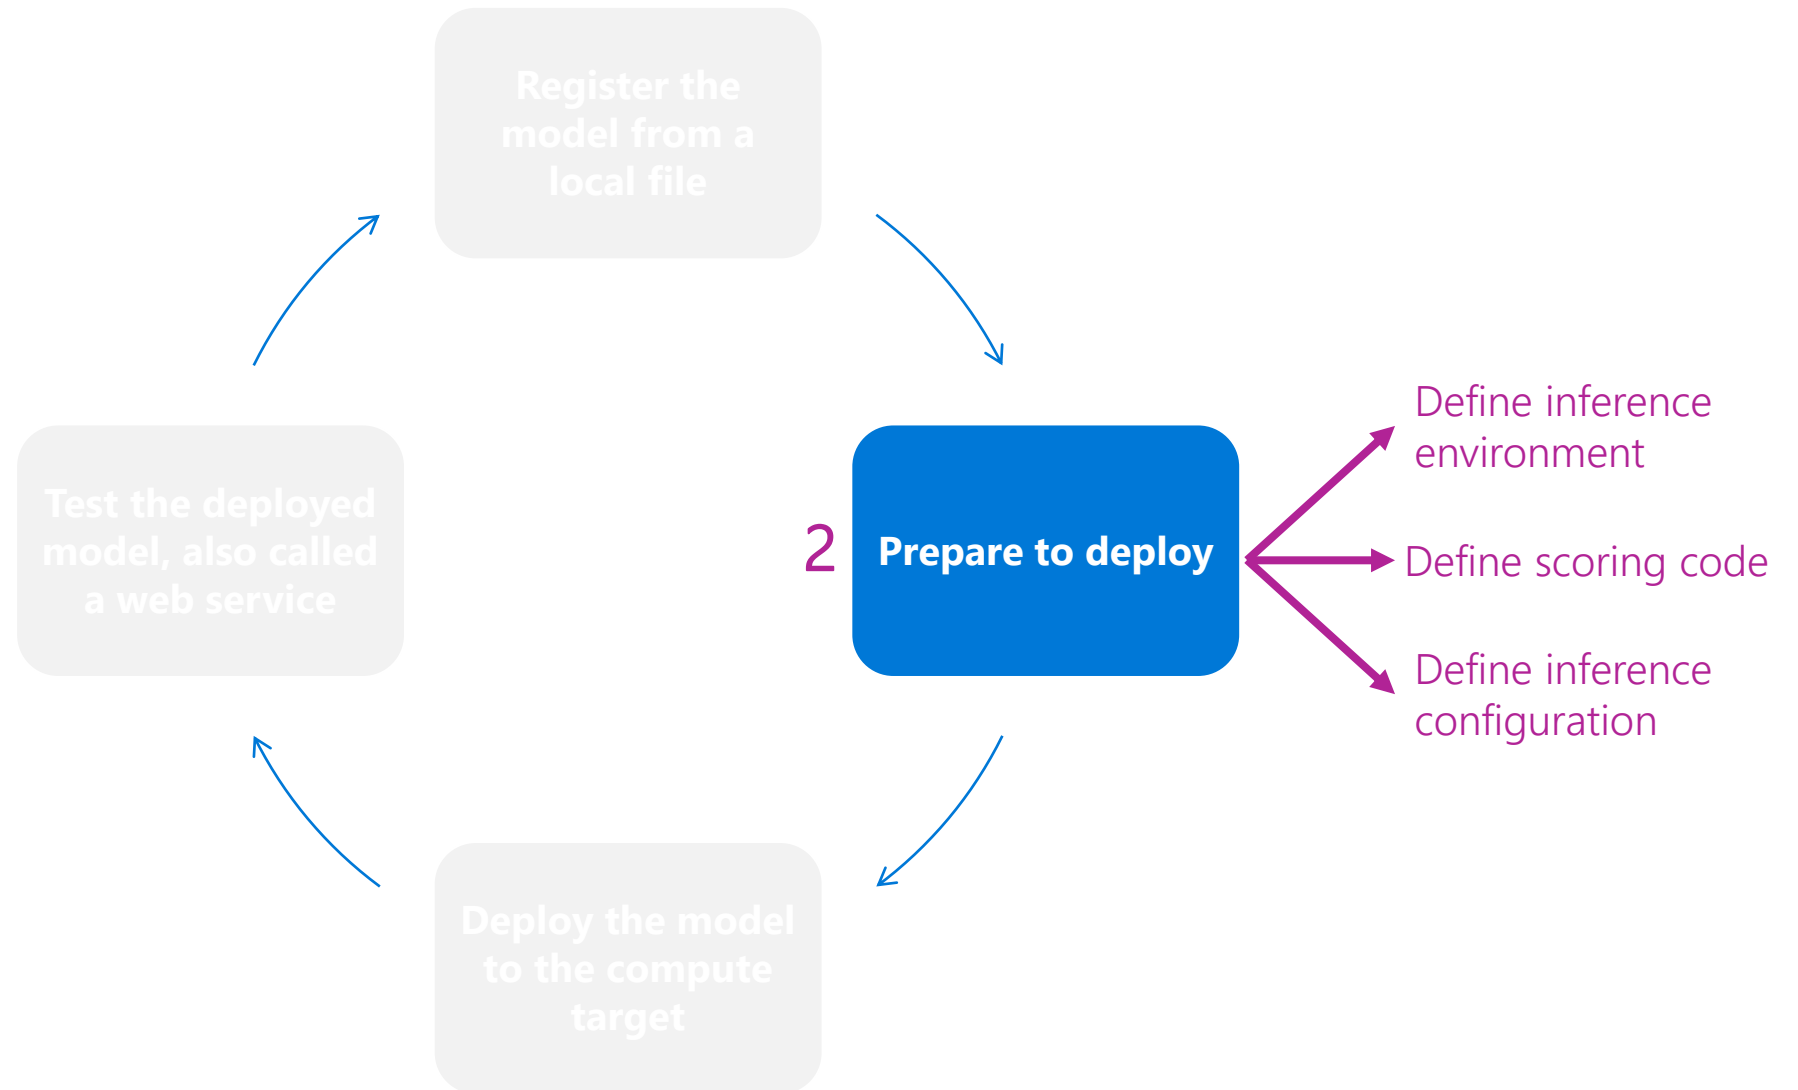 Register the
model from a
local file
Define inference
environment
Test the deployed
model, also called
a web service
2
Prepare to deploy
Define scoring code
Define inference
configuration
Deploy the model
to the compute
target